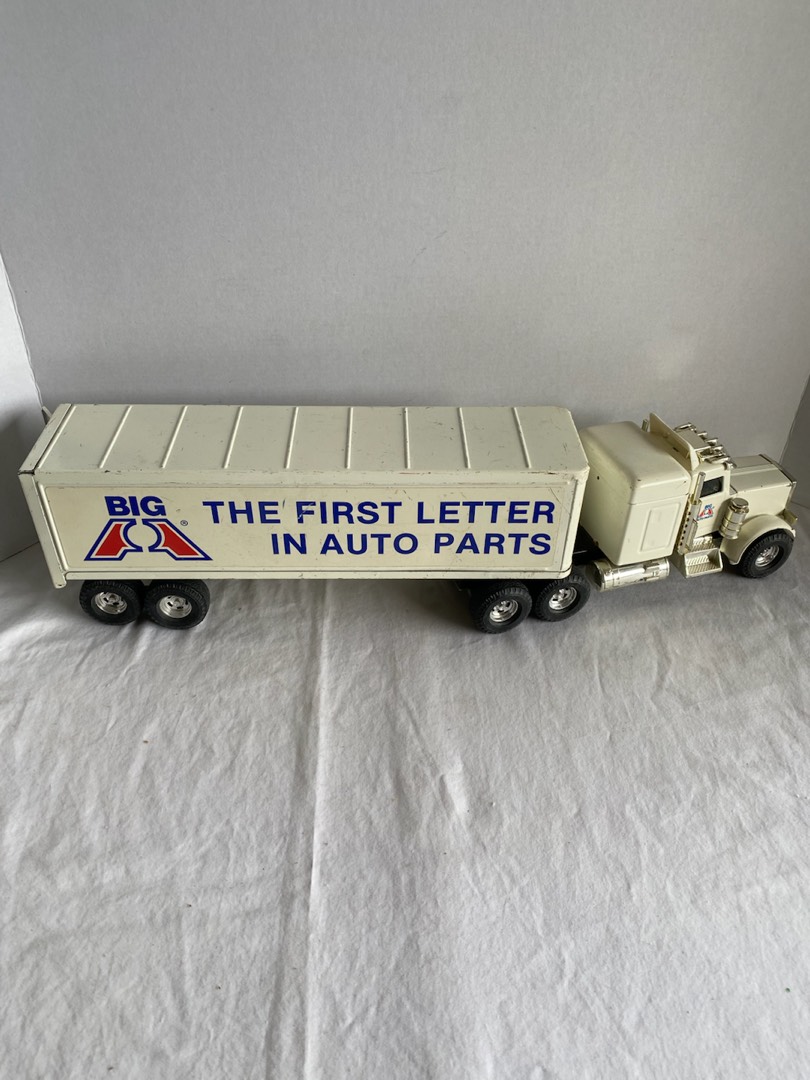 BIG
A
®
THE FIRST LETTER
IN AUTO PARTS